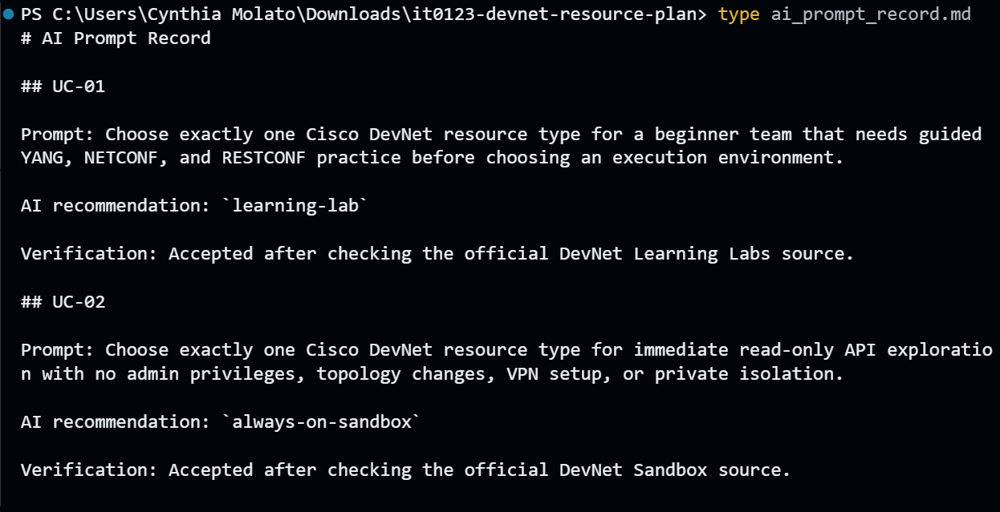 PS C:\Users\Cynthia Molato\Downloads\it0123-devnet-resource-plan> type ai_prompt_record.md
# AI Prompt Record
## UC-01
Prompt: Choose exactly one Cisco DevNet resource type for a beginner team that needs guided
YANG, NETCONF, and RESTCONF practice before choosing an execution environment.
AI recommendation: `learning-lab`
Verification: Accepted after checking the official DevNet Learning Labs source.
## UC-02
Prompt: Choose exactly one Cisco DevNet resource type for immediate read-only API exploratio
n with no admin privileges, topology changes, VPN setup, or private isolation.
AI recommendation: `always-on-sandbox`
Verification: Accepted after checking the official DevNet Sandbox source.